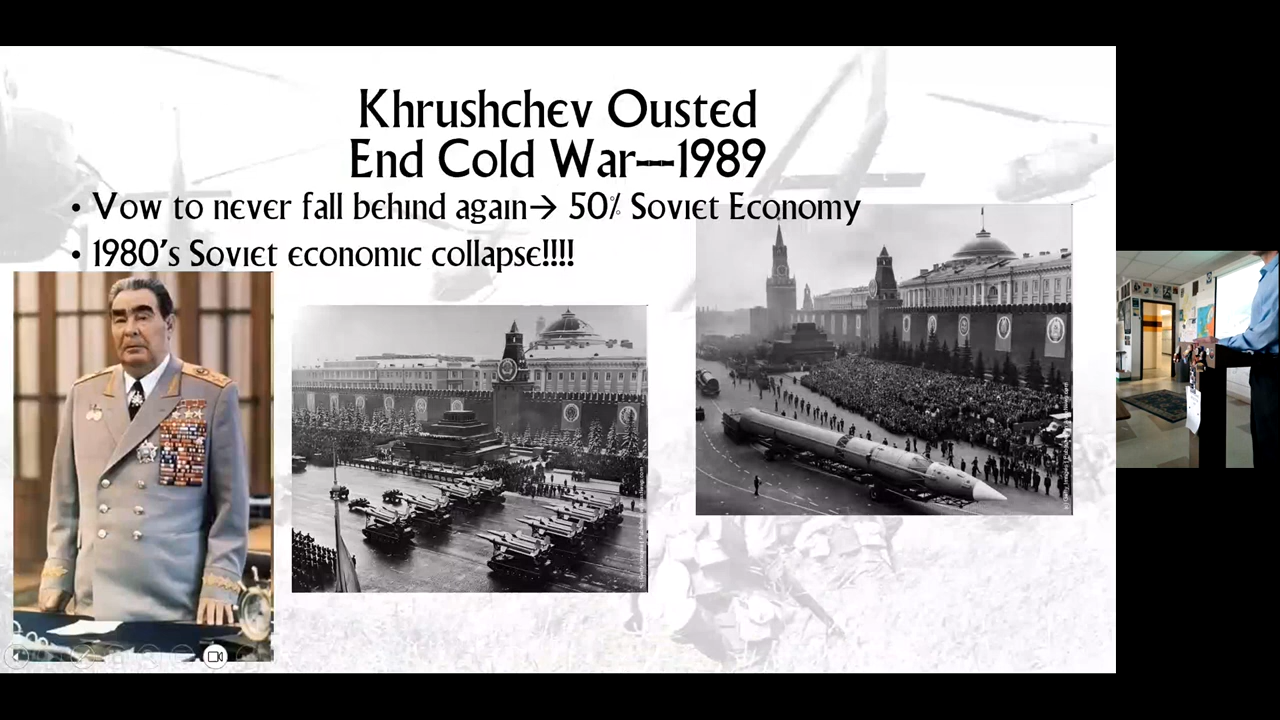 Khrushchev Ousted
End Cold War—1989
• Vow to never fall behind again→ 50% Soviet Economy
• 1980's Soviet economic collapse!!!!